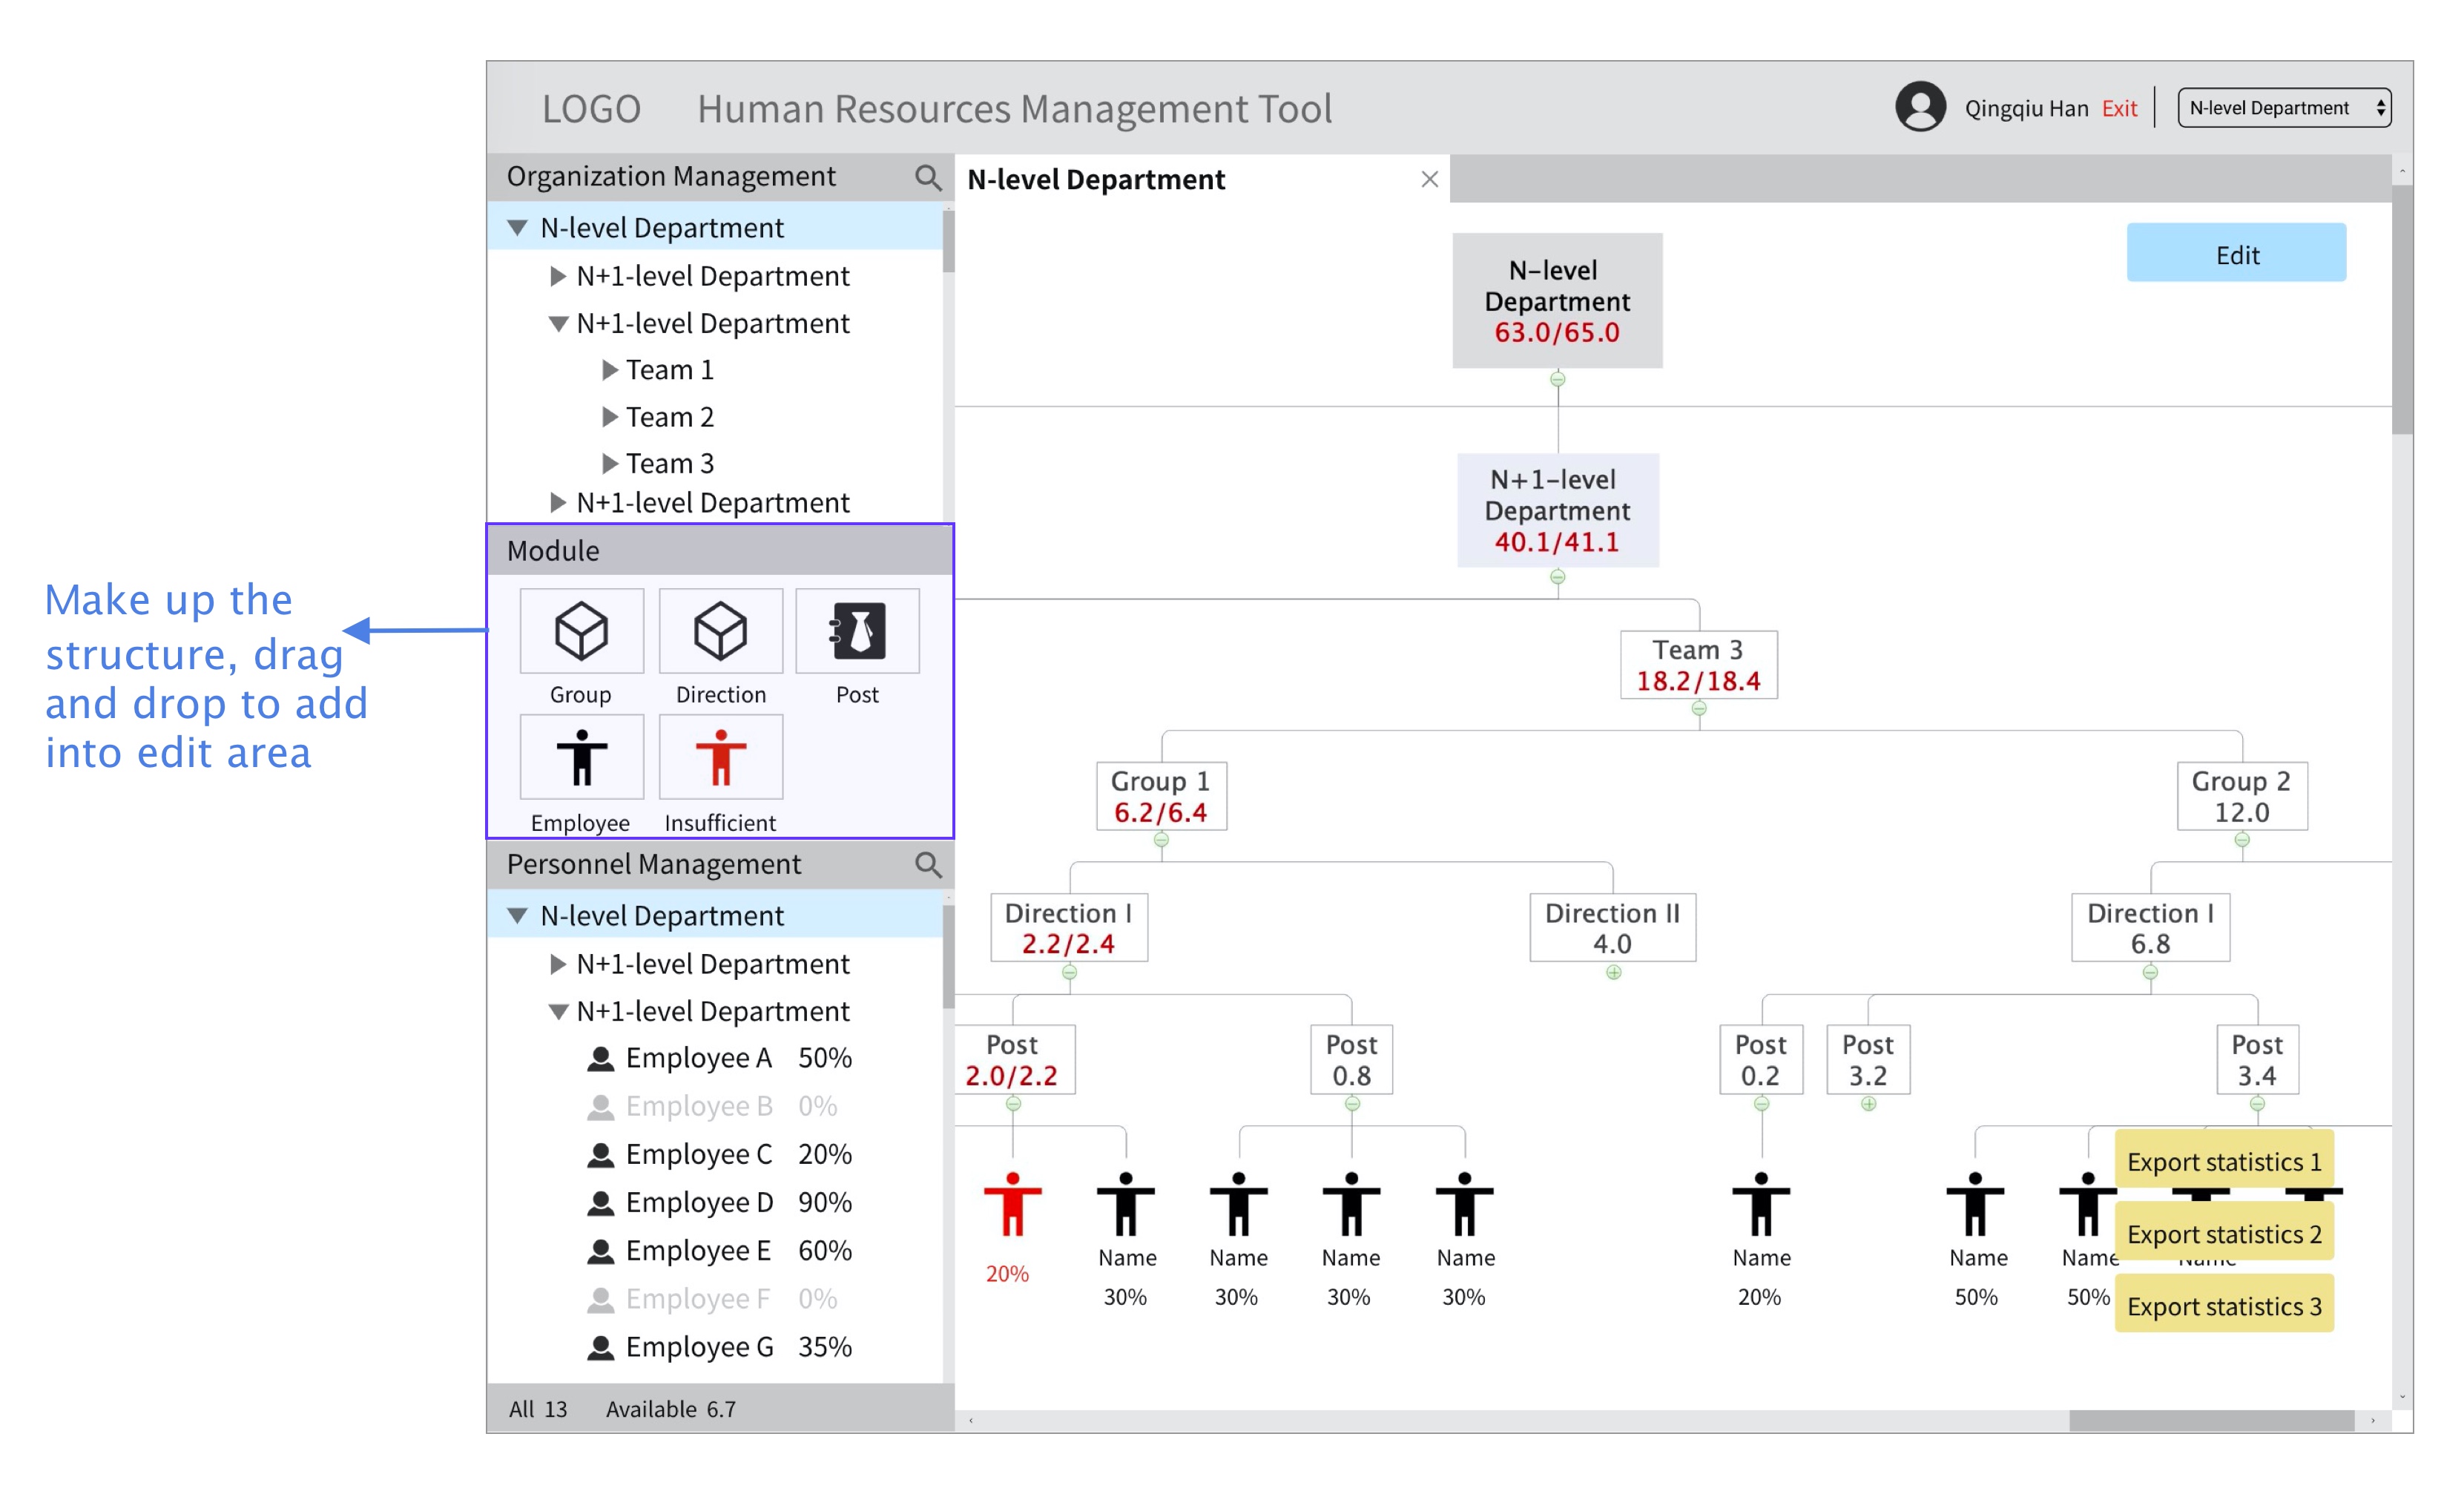 LOGO Human Resources Management Tool
Qingqiu Han Exit
N-level Department
Organization Management
N-level Department
N+1-level Department
N+1-level Department
Team 1
Team 2
Team 3
N+1-level Department
Module
Group
Direction
Post
Employee
Insufficient
Make up the
structure, drag
and drop to add
into edit area
Personnel Management
N-level Department
N+1-level Department
N+1-level Department
Employee A 50%
Employee B 0%
Employee C 20%
Employee D 90%
Employee E 60%
Employee F 0%
Employee G 35%
All 13 Available 6.7
N-level Department
Edit
N-level
Department
63.0/65.0
N+1-level
Department
40.1/41.1
Team 3
18.2/18.4
Group 1
6.2/6.4
Group 2
12.0
Direction I
2.2/2.4
Direction II
4.0
Direction I
6.8
Post
2.0/2.2
Post
0.8
Post
0.2
Post
3.2
Post
3.4
20%
Name
30%
Name
30%
Name
30%
Name
30%
Name
20%
Name
50%
Name
50%
Export statistics 1
Export statistics 2
Export statistics 3